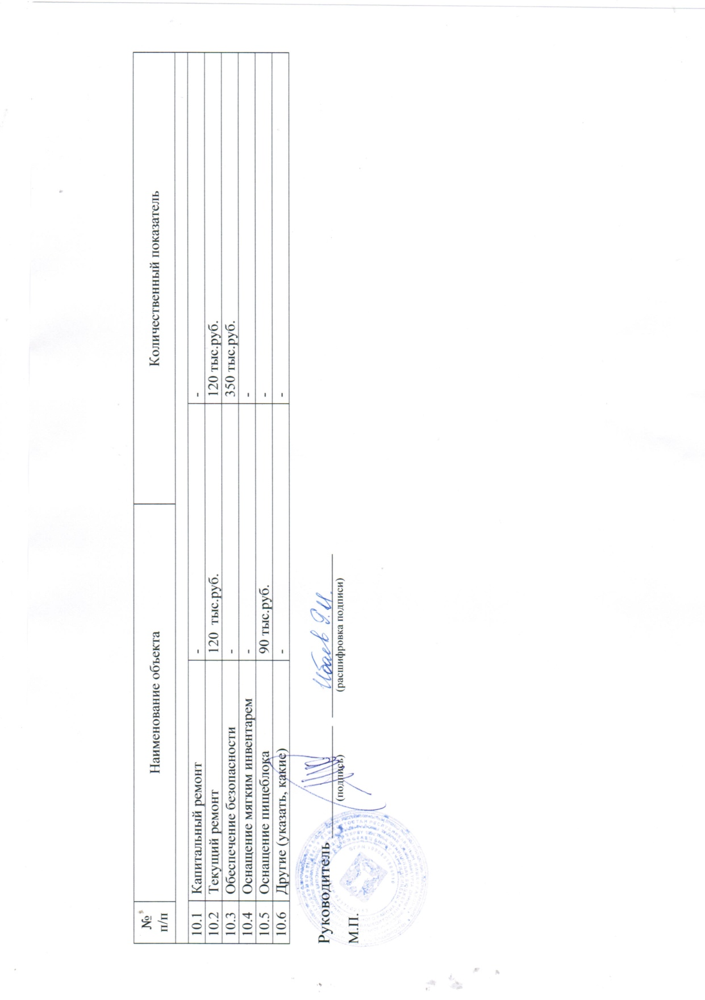 № п/п Наименование объекта Количественный показатель
10.1 Капитальный ремонт - -
10.2 Текущий ремонт 120 тыс.руб. 120 тыс.руб.
10.3 Обеспечение безопасности - 350 тыс.руб.
10.4 Оснащение мягким инвентарем - -
10.5 Оснащение пищеблока 90 тыс.руб. -
10.6 Другие (указать, какие) - -
Руководитель Ибаев Р.И.
(подпись) (расшифровка подписи)
М.П.